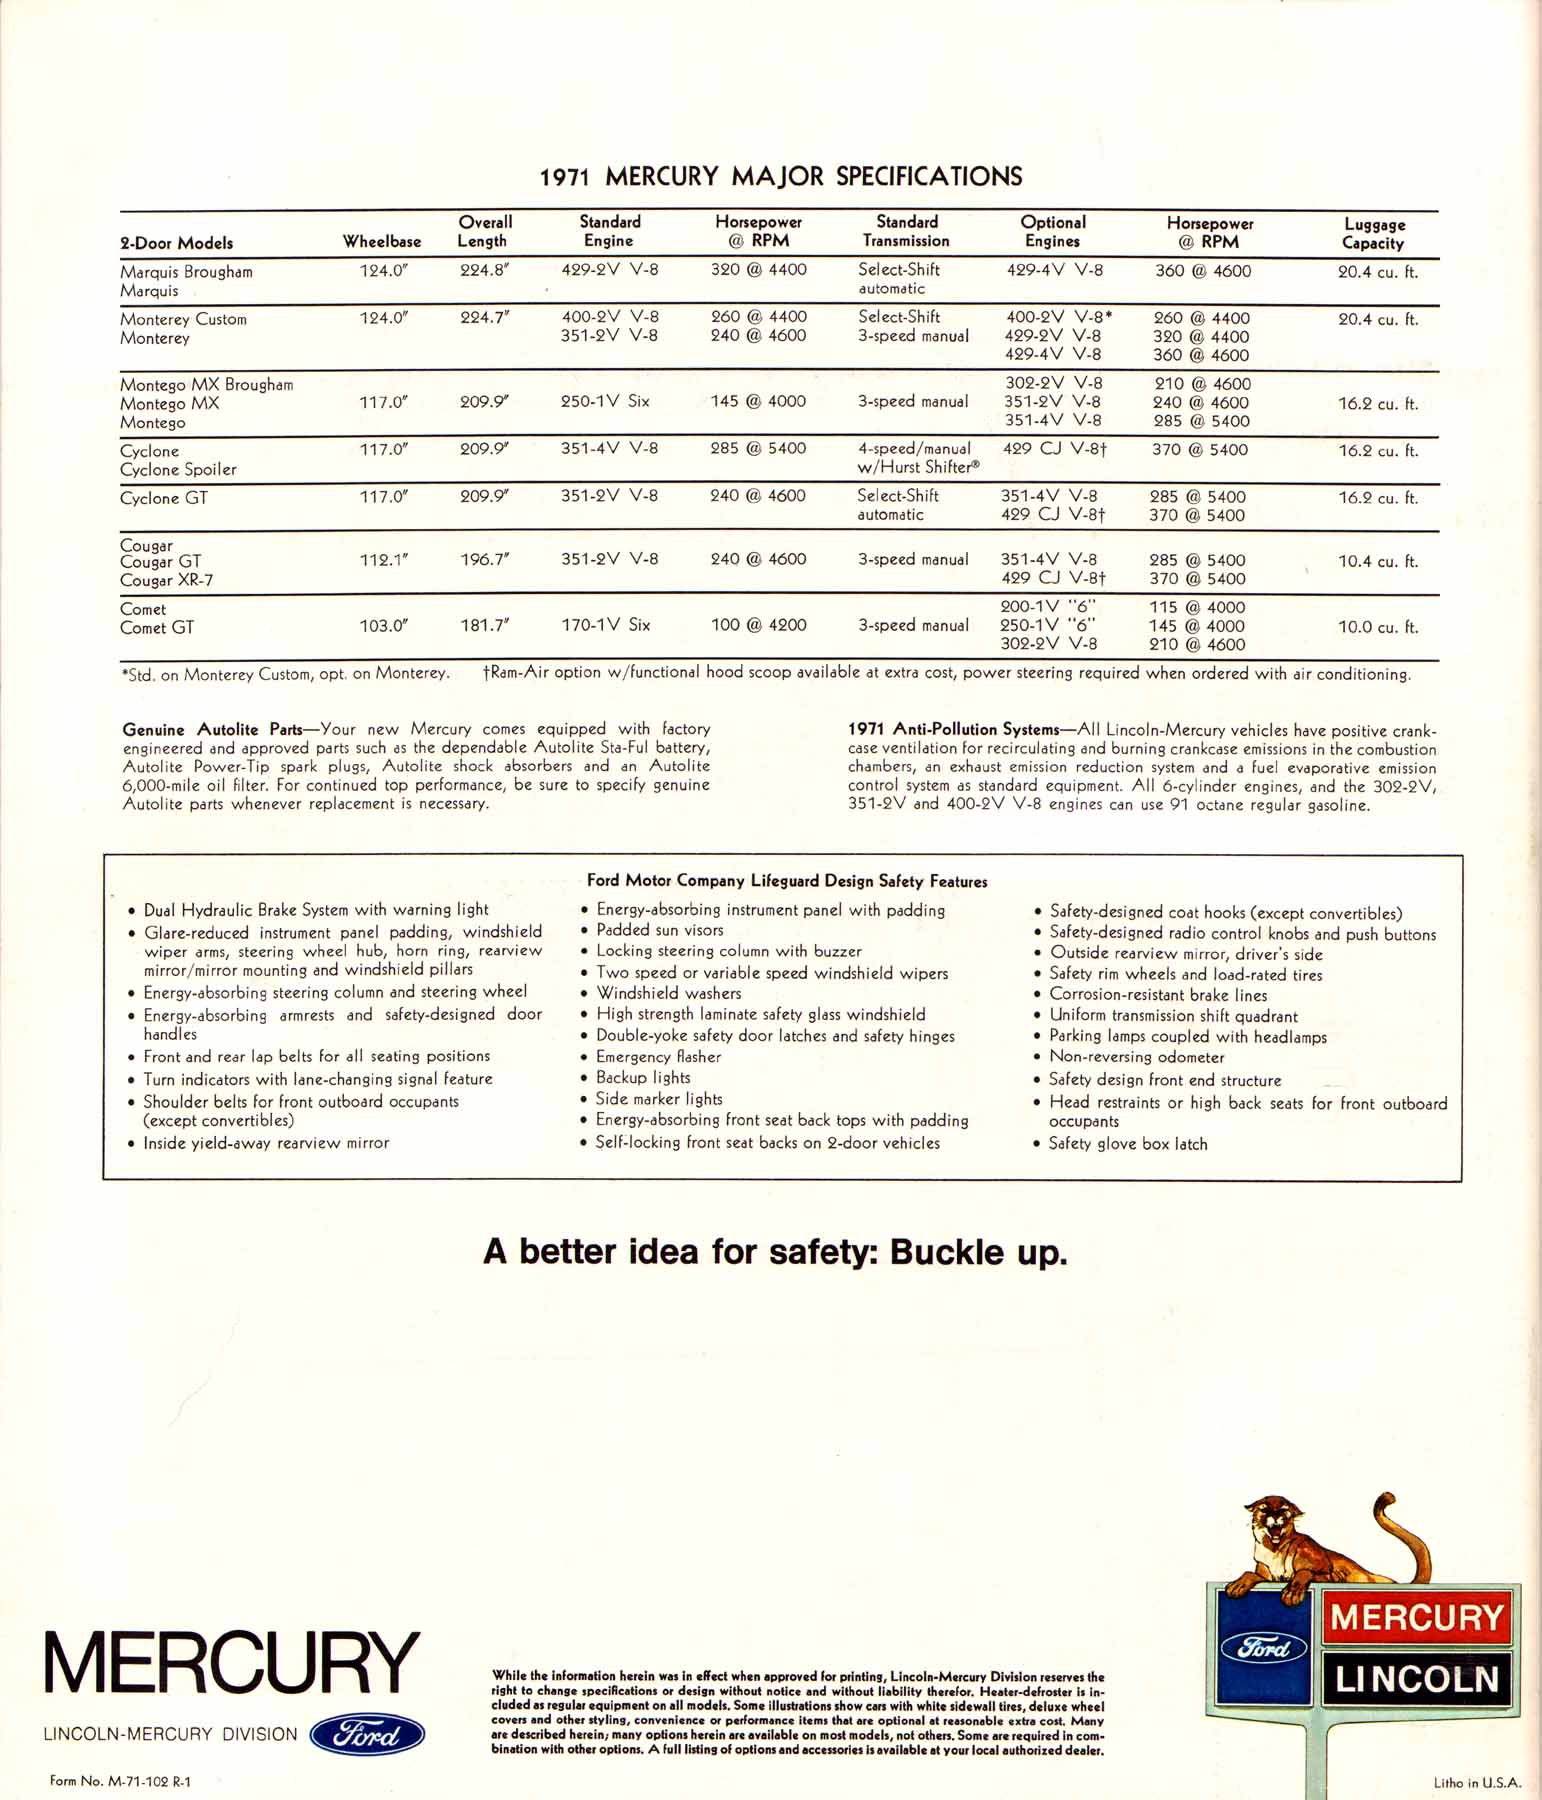 1971 MERCURY MAJOR SPECIFICATIONS
2-Door Models Wheelbase Overall Length Standard Engine Horsepower @ RPM Standard Transmission Optional Engines Horsepower @ RPM Luggage Capacity
Marquis Brougham 124.0″ 224.8″ 429-2V V-8 320 @ 4400 Select-Shift 429-4V V-8 360 @ 4600 20.4 cu. ft.
Marquis automatic
Monterey Custom 124.0″ 224.7″ 400-2V V-8 260 @ 4400 Select-Shift 400-2V V-8* 260 @ 4400 20.4 cu. ft.
Monterey 351-2V V-8 240 @ 4600 3-speed manual 429-2V V-8 320 @ 4400
429-4V V-8 360 @ 4600
Montego MX Brougham 302-2V V-8 210 @ 4600
Montego MX 117.0″ 209.9″ 250-1V Six 145 @ 4000 3-speed manual 351-2V V-8 240 @ 4600 16.2 cu. ft.
Montego 351-4V V-8 285 @ 5400
Cyclone 117.0″ 209.9″ 351-4V V-8 285 @ 5400 4-speed/manual 429 CJ V-8† 370 @ 5400 16.2 cu. ft.
Cyclone Spoiler w/Hurst Shifter®
Cyclone GT 117.0″ 209.9″ 351-2V V-8 240 @ 4600 Select-Shift 351-4V V-8 285 @ 5400 16.2 cu. ft.
automatic 429 CJ V-8† 370 @ 5400
Cougar
Cougar GT 112.1″ 196.7″ 351-2V V-8 240 @ 4600 3-speed manual 351-4V V-8 285 @ 5400 10.4 cu. ft.
Cougar XR-7 429 CJ V-8† 370 @ 5400
Comet 200-1V "6" 115 @ 4000
Comet GT 103.0″ 181.7″ 170-1V Six 100 @ 4200 3-speed manual 250-1V "6" 145 @ 4000 10.0 cu. ft.
302-2V V-8 210 @ 4600
*Std. on Monterey Custom, opt. on Monterey. †Ram-Air option w/functional hood scoop available at extra cost, power steering required when ordered with air conditioning.
Genuine Autolite Parts—Your new Mercury comes equipped with factory
engineered and approved parts such as the dependable Autolite Sta-Ful battery,
Autolite Power-Tip spark plugs, Autolite shock absorbers and an Autolite
6,000-mile oil filter. For continued top performance, be sure to specify genuine
Autolite parts whenever replacement is necessary.
1971 Anti-Pollution Systems—All Lincoln-Mercury vehicles have positive crank-
case ventilation for recirculating and burning crankcase emissions in the combustion
chambers, an exhaust emission reduction system and a fuel evaporative emission
control system as standard equipment. All 6-cylinder engines, and the 302-2V,
351-2V and 400-2V V-8 engines can use 91 octane regular gasoline.
Ford Motor Company Lifeguard Design Safety Features
• Dual Hydraulic Brake System with warning light
• Glare-reduced instrument panel padding, windshield
wiper arms, steering wheel hub, horn ring, rearview
mirror/mirror mounting and windshield pillars
• Energy-absorbing steering column and steering wheel
• Energy-absorbing armrests and safety-designed door
handles
• Front and rear lap belts for all seating positions
• Turn indicators with lane-changing signal feature
• Shoulder belts for front outboard occupants
(except convertibles)
• Inside yield-away rearview mirror
• Energy-absorbing instrument panel with padding
• Padded sun visors
• Locking steering column with buzzer
• Two speed or variable speed windshield wipers
• Windshield washers
• High strength laminate safety glass windshield
• Double-yoke safety door latches and safety hinges
• Emergency flasher
• Backup lights
• Side marker lights
• Energy-absorbing front seat back tops with padding
• Self-locking front seat backs on 2-door vehicles
• Safety-designed coat hooks (except convertibles)
• Safety-designed radio control knobs and push buttons
• Outside rearview mirror, driver's side
• Safety rim wheels and load-rated tires
• Corrosion-resistant brake lines
• Uniform transmission shift quadrant
• Parking lamps coupled with headlamps
• Non-reversing odometer
• Safety design front end structure
• Head restraints or high back seats for front outboard
occupants
• Safety glove box latch
A better idea for safety: Buckle up.
MERCURY
LINCOLN-MERCURY DIVISION Ford
Form No. M-71-102 R-1
While the information herein was in effect when approved for printing, Lincoln-Mercury Division reserves the
right to change specifications or design without notice and without liability therefor. Heater-defroster is in-
cluded as regular equipment on all models. Some illustrations show cars with white sidewall tires, deluxe wheel
covers and other styling, convenience or performance items that are optional at reasonable extra cost. Many
are described herein; many options herein are available on most models, not others. Some are required in com-
bination with other options. A full listing of options and accessories is available at your local authorized dealer.
Ford
MERCURY
LINCOLN
Litho in U.S.A.